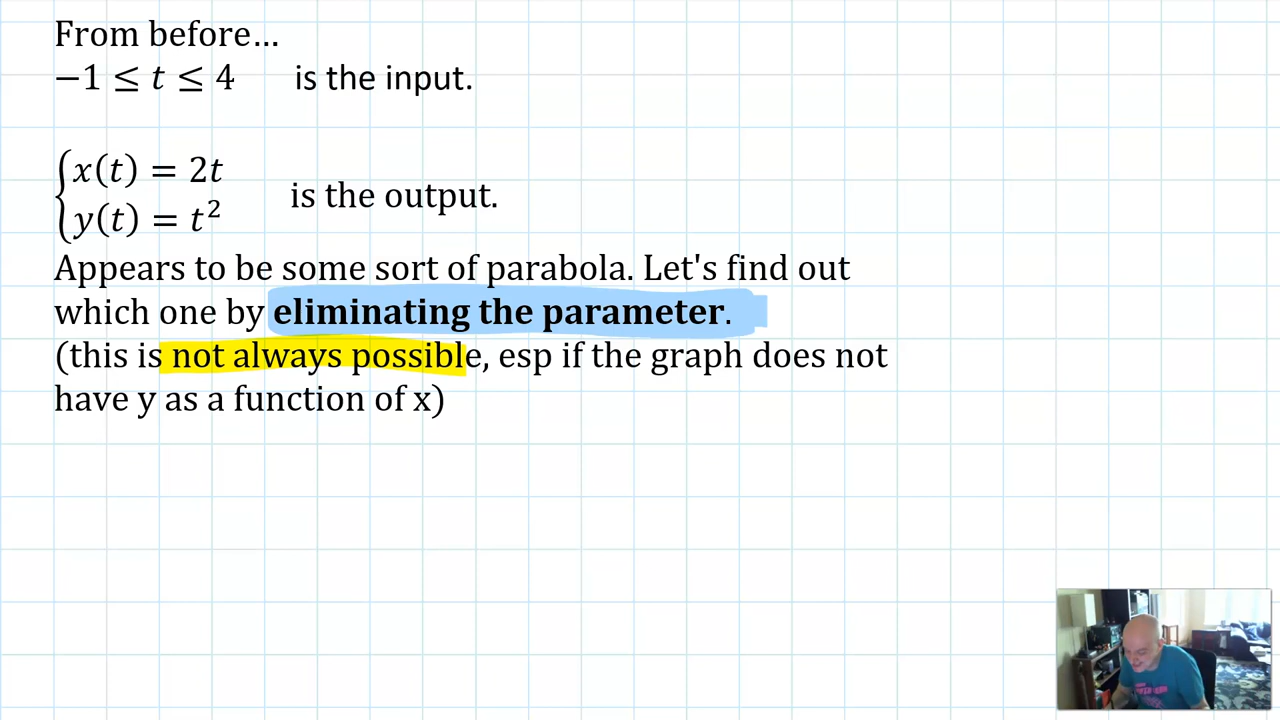 From before…
−1 ≤ t ≤ 4 is the input.
x(t) = 2t
is the output.
y(t) = t²
Appears to be some sort of parabola. Let's find out
which one by eliminating the parameter.
(this is not always possible, esp if the graph does not
have y as a function of x)